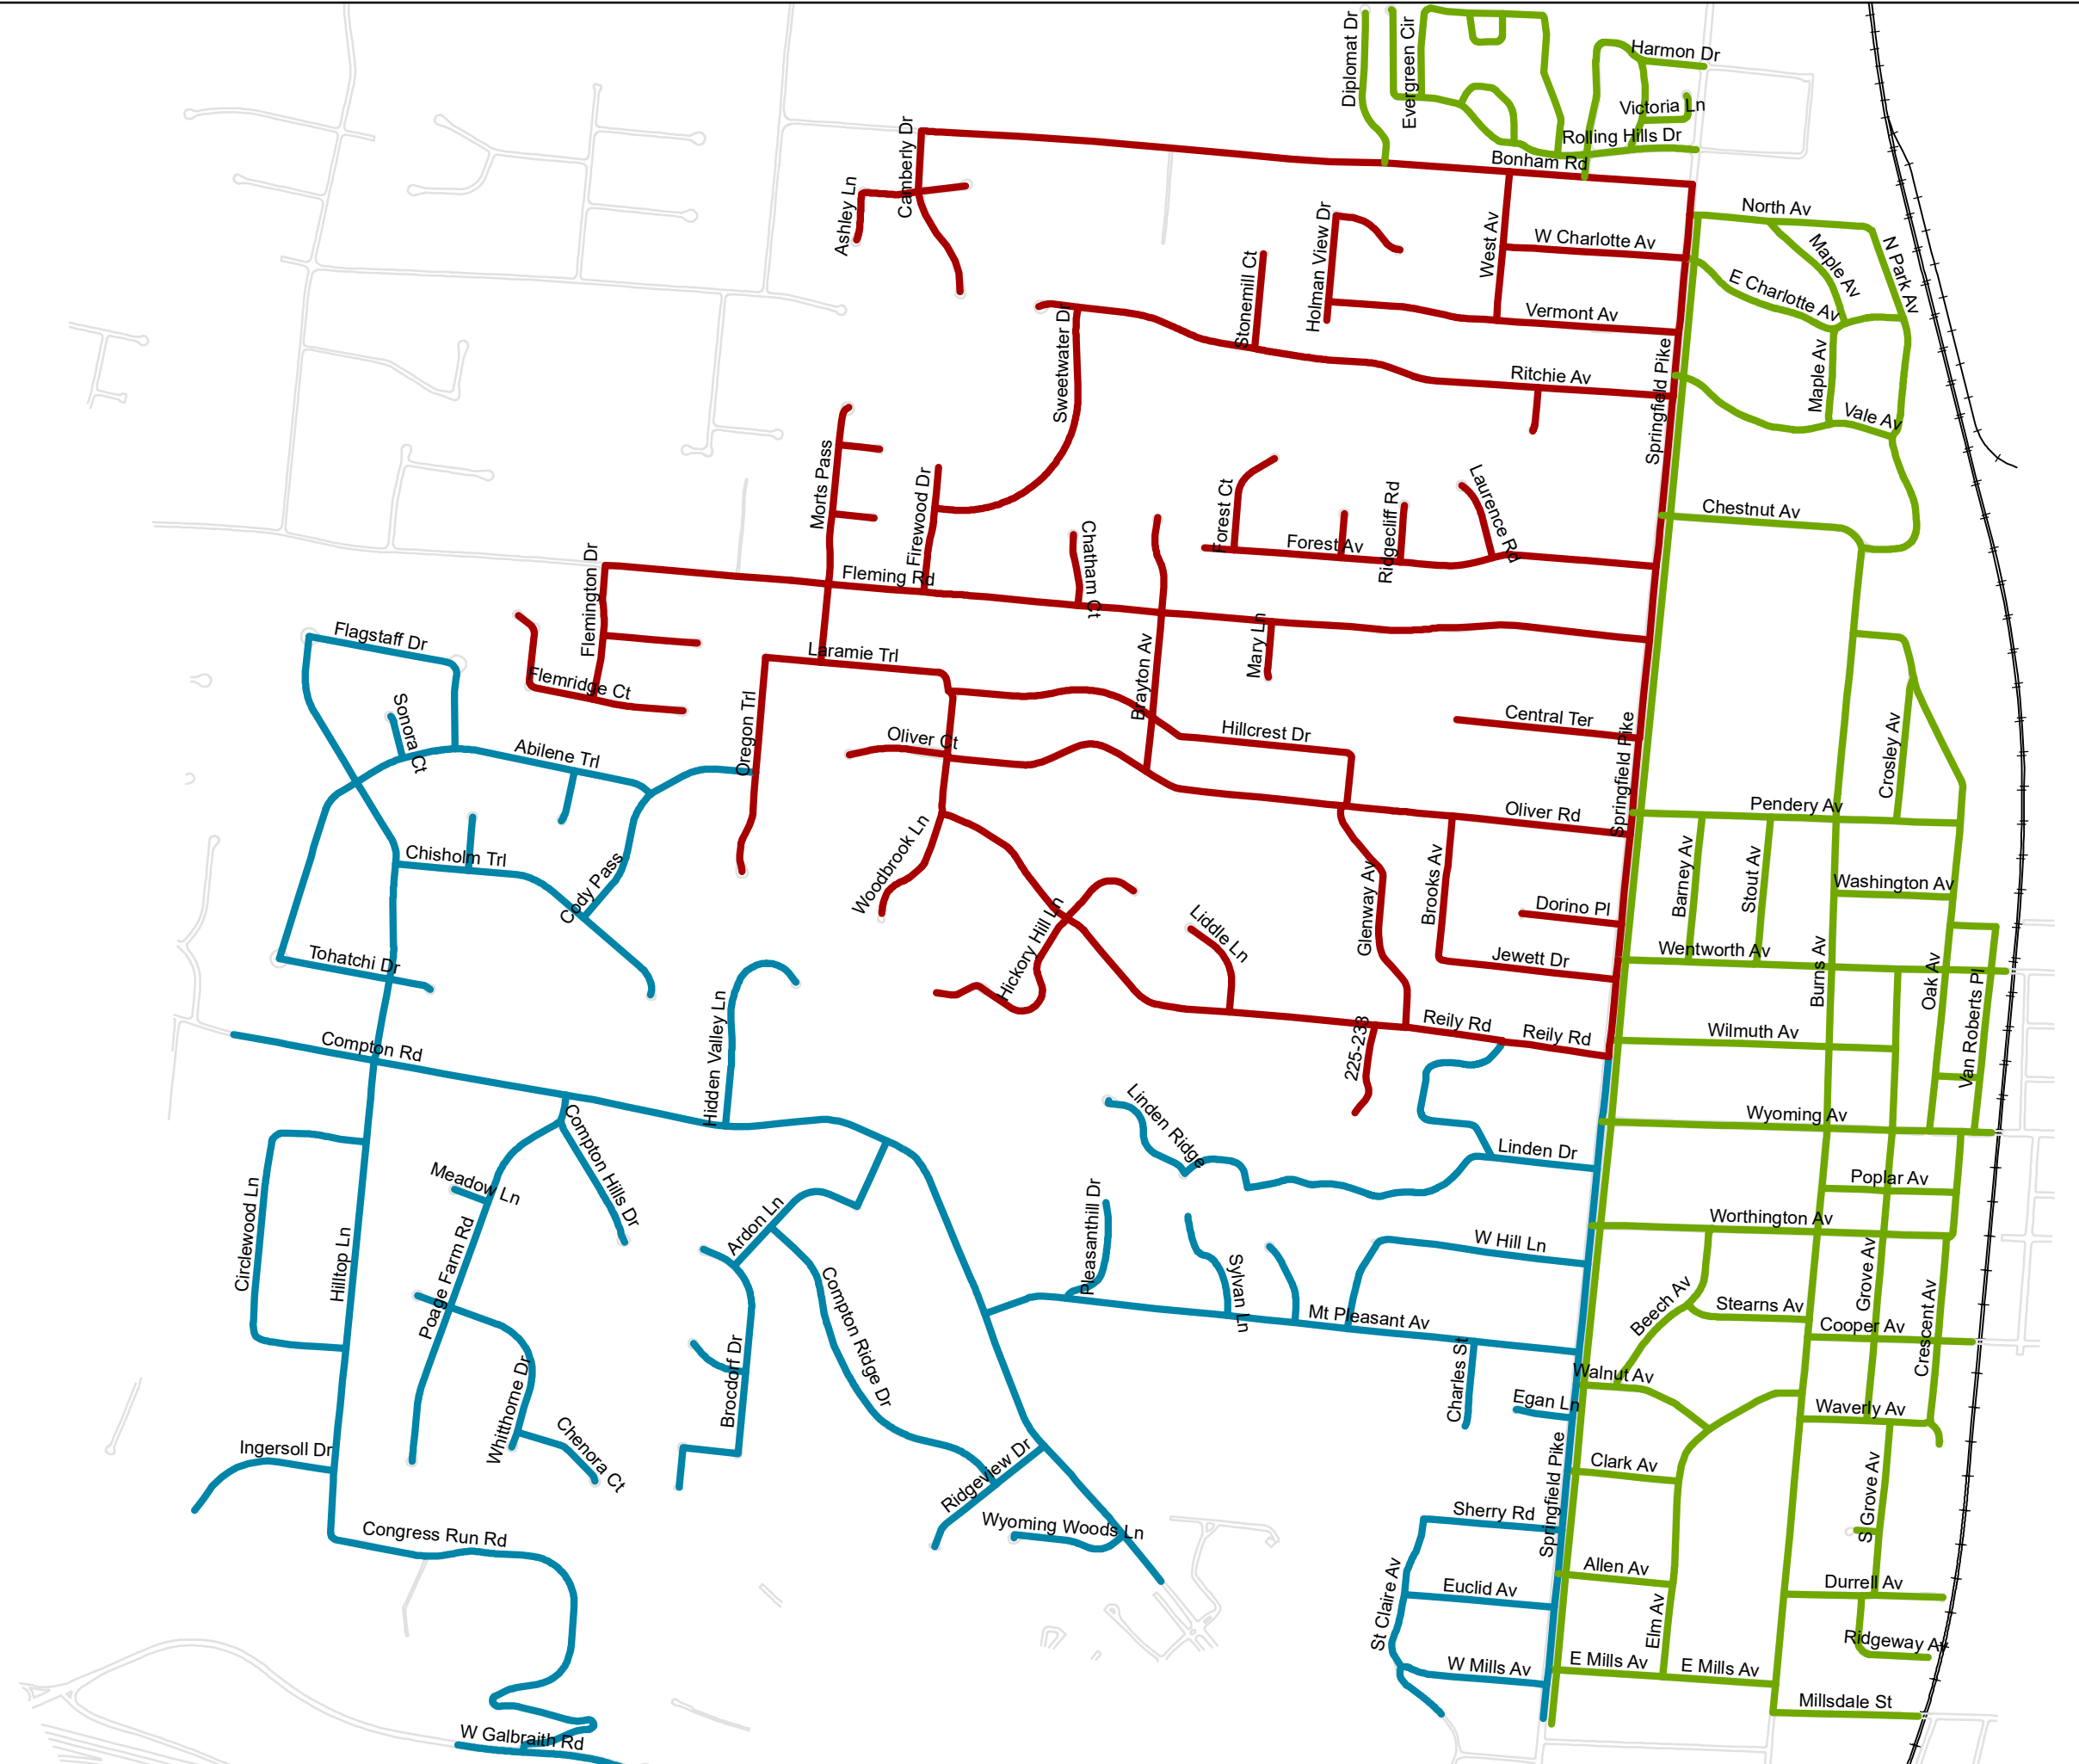 Diplomat Dr
Evergreen Cir
Harmon Dr
Victoria Ln
Rolling Hills Dr
Bonham Rd
Camberly Dr
Ashley Ln
North Av
Maple Av
N Park Av
E Charlotte Av
West Av
W Charlotte Av
Holman View Dr
Vermont Av
Stonemill Ct
Sweetwater Dr
Ritchie Av
Springfield Pike
Maple Av
Vale Av
Morts Pass
Firewood Dr
Chatham Ct
Forest Ct
Forest Av
Ridgecliff Rd
Laurence Rd
Chestnut Av
Flemington Dr
Fleming Rd
Flagstaff Dr
Sonora Ct
Flemridge Ct
Laramie Trl
Brayton Av
Mary Ln
Oregon Trl
Abilene Trl
Oliver Ct
Hillcrest Dr
Central Ter
Springfield Pike
Crosley Av
Pendery Av
Oliver Rd
Chisholm Trl
Cody Pass
Woodbrook Ln
Glenway Av
Brooks Av
Barney Av
Stout Av
Washington Av
Dorino Pl
Hickory Hill Ln
Liddle Ln
Jewett Dr
Wentworth Av
Burns Av
Oak Av
Van Roberts Pl
Tohatchi Dr
Compton Rd
Hidden Valley Ln
Reily Rd
Reily Rd
225-233
Wilmuth Av
Wyoming Av
Linden Ridge
Linden Dr
Compton Hills Dr
Meadow Ln
Poplar Av
Circlewood Ln
Hilltop Ln
Poage Farm Rd
Ardon Ln
Compton Ridge Dr
Pleasanthill Dr
Sylvan Ln
W Hill Ln
Worthington Av
Grove Av
Crescent Av
Beech Av
Stearns Av
Cooper Av
Mt Pleasant Av
Charles St
Walnut Av
Egan Ln
Waverly Av
Brocdorf Dr
Whitthorne Dr
Chenora Ct
Ingersoll Dr
Ridgeview Dr
Wyoming Woods Ln
Congress Run Rd
Springfield Pike
Clark Av
S Grove Av
Sherry Rd
Allen Av
Durrell Av
Euclid Av
St Claire Av
Elm Av
Ridgeway Av
W Mills Av
E Mills Av
E Mills Av
Millsdale St
W Galbraith Rd